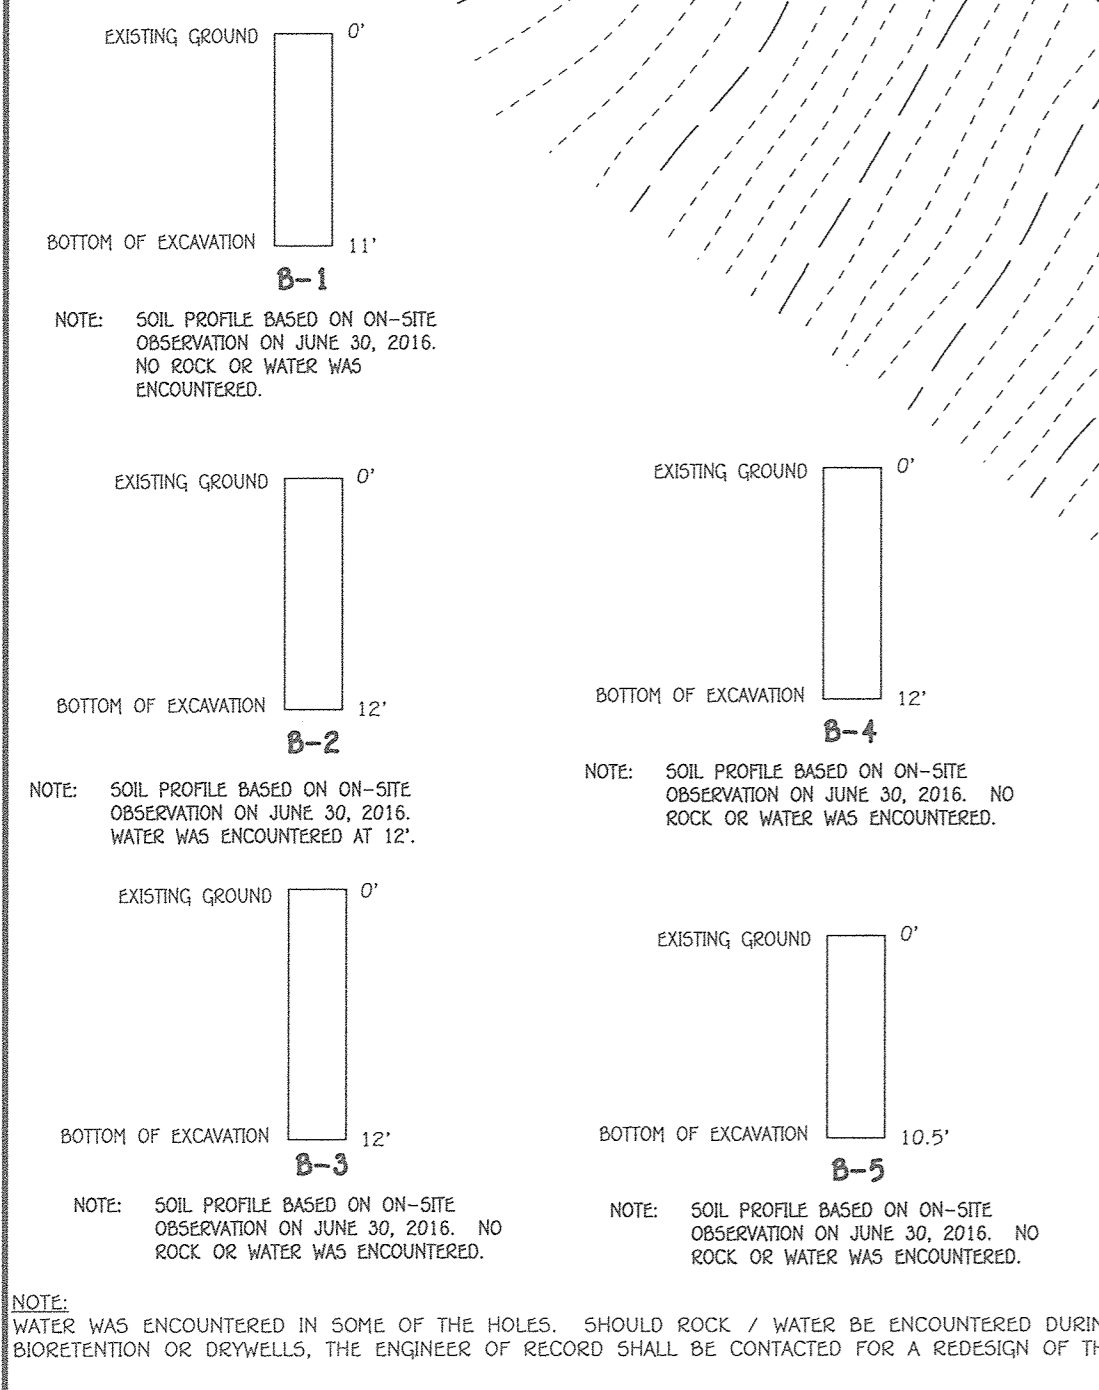 EXISTING GROUND 0'
BOTTOM OF EXCAVATION 11'
B-1
NOTE: SOIL PROFILE BASED ON ON-SITE
OBSERVATION ON JUNE 30, 2016.
NO ROCK OR WATER WAS
ENCOUNTERED.
EXISTING GROUND 0'
BOTTOM OF EXCAVATION 12'
B-2
NOTE: SOIL PROFILE BASED ON ON-SITE
OBSERVATION ON JUNE 30, 2016.
WATER WAS ENCOUNTERED AT 12'.
EXISTING GROUND 0'
BOTTOM OF EXCAVATION 12'
B-3
NOTE: SOIL PROFILE BASED ON ON-SITE
OBSERVATION ON JUNE 30, 2016. NO
ROCK OR WATER WAS ENCOUNTERED.
EXISTING GROUND 0'
BOTTOM OF EXCAVATION 12'
B-4
NOTE: SOIL PROFILE BASED ON ON-SITE
OBSERVATION ON JUNE 30, 2016. NO
ROCK OR WATER WAS ENCOUNTERED.
EXISTING GROUND 0'
BOTTOM OF EXCAVATION 10.5'
B-5
NOTE: SOIL PROFILE BASED ON ON-SITE
OBSERVATION ON JUNE 30, 2016. NO
ROCK OR WATER WAS ENCOUNTERED.
NOTE:
WATER WAS ENCOUNTERED IN SOME OF THE HOLES. SHOULD ROCK / WATER BE ENCOUNTERED DURIN
BIORETENTION OR DRYWELLS, THE ENGINEER OF RECORD SHALL BE CONTACTED FOR A REDESIGN OF TH